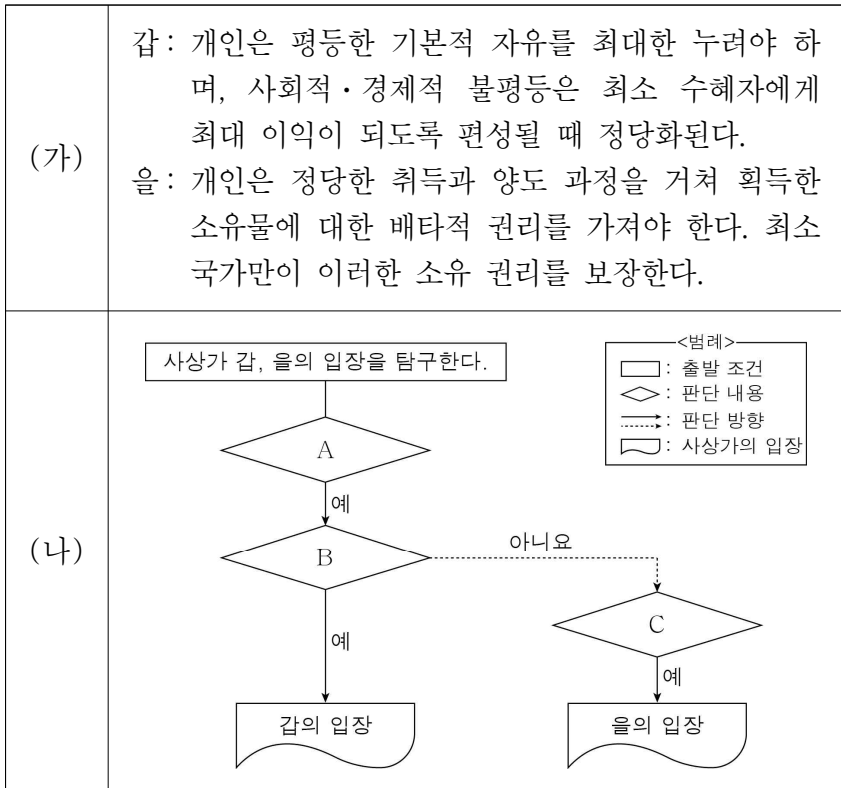 (가)
갑: 개인은 평등한 기본적 자유를 최대한 누려야 하
며, 사회적·경제적 불평등은 최소 수혜자에게
최대 이익이 되도록 편성될 때 정당화된다.
을: 개인은 정당한 취득과 양도 과정을 거쳐 획득한
소유물에 대한 배타적 권리를 가져야 한다. 최소
국가만이 이러한 소유 권리를 보장한다.
(나)
사상가 갑, 을의 입장을 탐구한다.
<범례>
: 출발 조건
: 판단 내용
: 판단 방향
: 사상가의 입장
A
예
B
아니요
C
예
예
갑의 입장
을의 입장